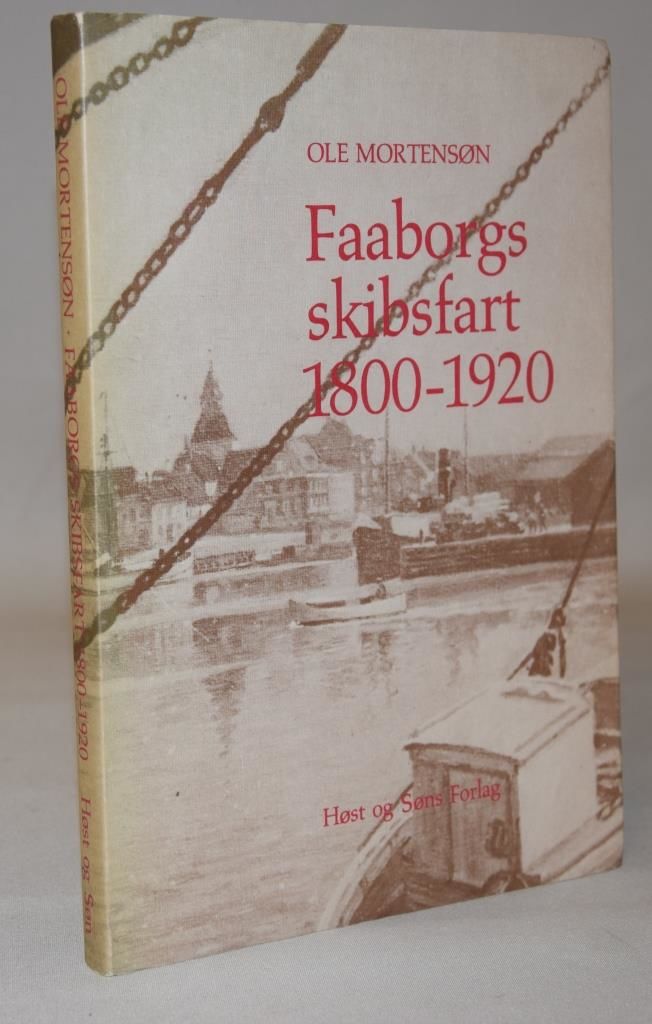 OLE MORTENSØN
Faaborgs
skibsfart
1800-1920
Høst og Søns Forlag
OLE MORTENSØN · FAABORGS SKIBSFART 1800-1920 Høst og Søn